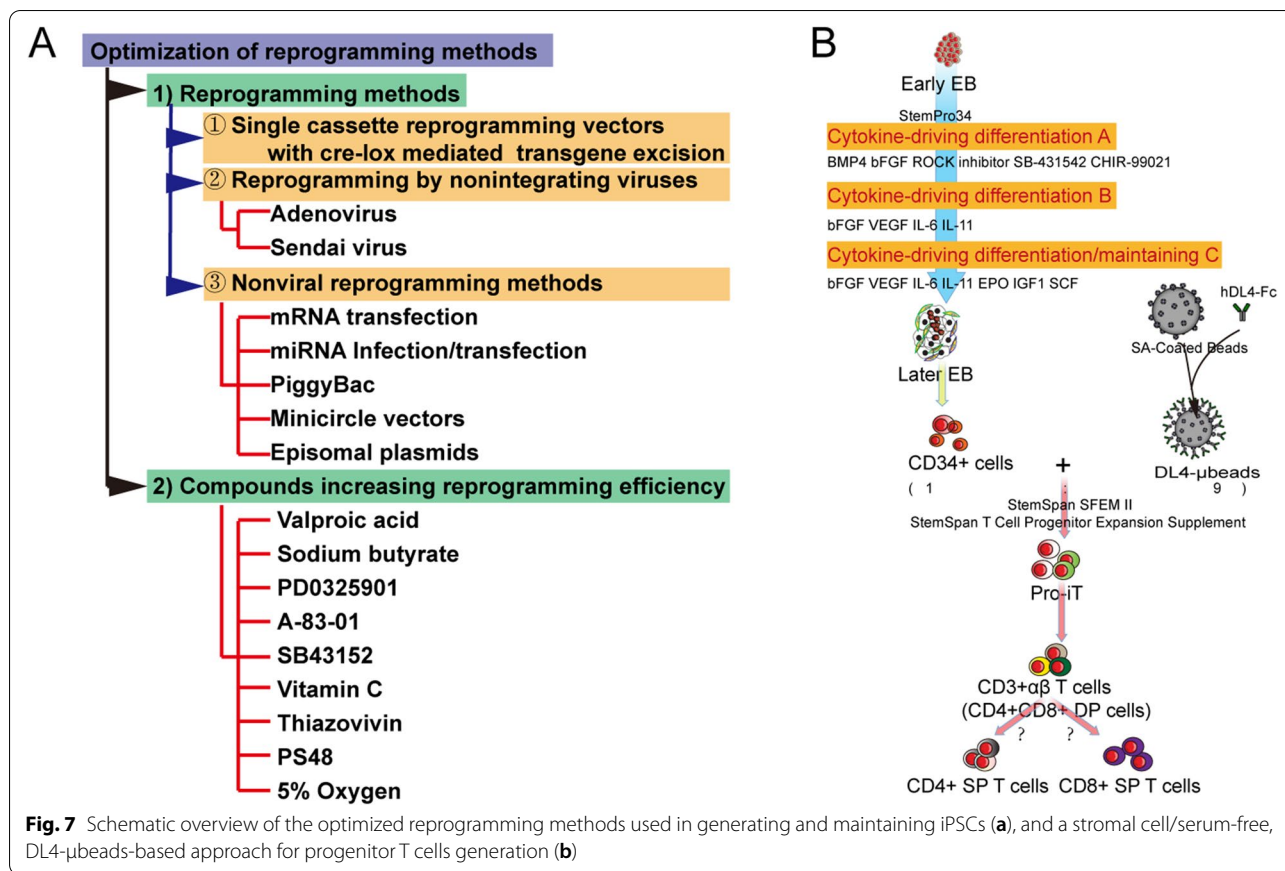 A
Optimization of reprogramming methods
1) Reprogramming methods
① Single cassette reprogramming vectors
with cre-lox mediated transgene excision
② Reprogramming by nonintegrating viruses
Adenovirus
Sendai virus
③ Nonviral reprogramming methods
mRNA transfection
miRNA Infection/transfection
PiggyBac
Minicircle vectors
Episomal plasmids
2) Compounds increasing reprogramming efficiency
Valproic acid
Sodium butyrate
PD0325901
A-83-01
SB43152
Vitamin C
Thiazovivin
PS48
5% Oxygen
B
Early EB
StemPro34
Cytokine-driving differentiation A
BMP4 bFGF ROCK inhibitor SB-431542 CHIR-99021
Cytokine-driving differentiation B
bFGF VEGF IL-6 IL-11
Cytokine-driving differentiation/maintaining C
bFGF VEGF IL-6 IL-11 EPO IGF1 SCF
hDL4-Fc
SA-Coated Beads
Later EB
CD34+ cells
+
DL4-µbeads
( 1 : 9 )
StemSpan SFEM II
StemSpan T Cell Progenitor Expansion Supplement
Pro-iT
CD3+αβ T cells
(CD4+CD8+ DP cells)
? ?
CD4+ SP T cells CD8+ SP T cells
Fig. 7 Schematic overview of the optimized reprogramming methods used in generating and maintaining iPSCs (a), and a stromal cell/serum-free,
DL4-µbeads-based approach for progenitor T cells generation (b)